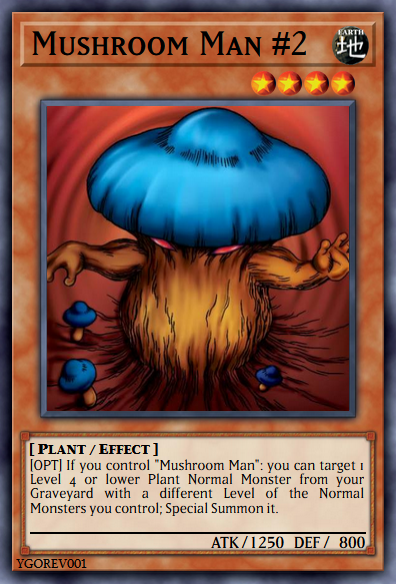 Mushroom Man #2
EARTH
地
[ Plant / Effect ]
[OPT] If you control "Mushroom Man": you can target 1
Level 4 or lower Plant Normal Monster from your
Graveyard with a different Level of the Normal
Monsters you control; Special Summon it.
ATK / 1250 DEF / 800
YGOREV001